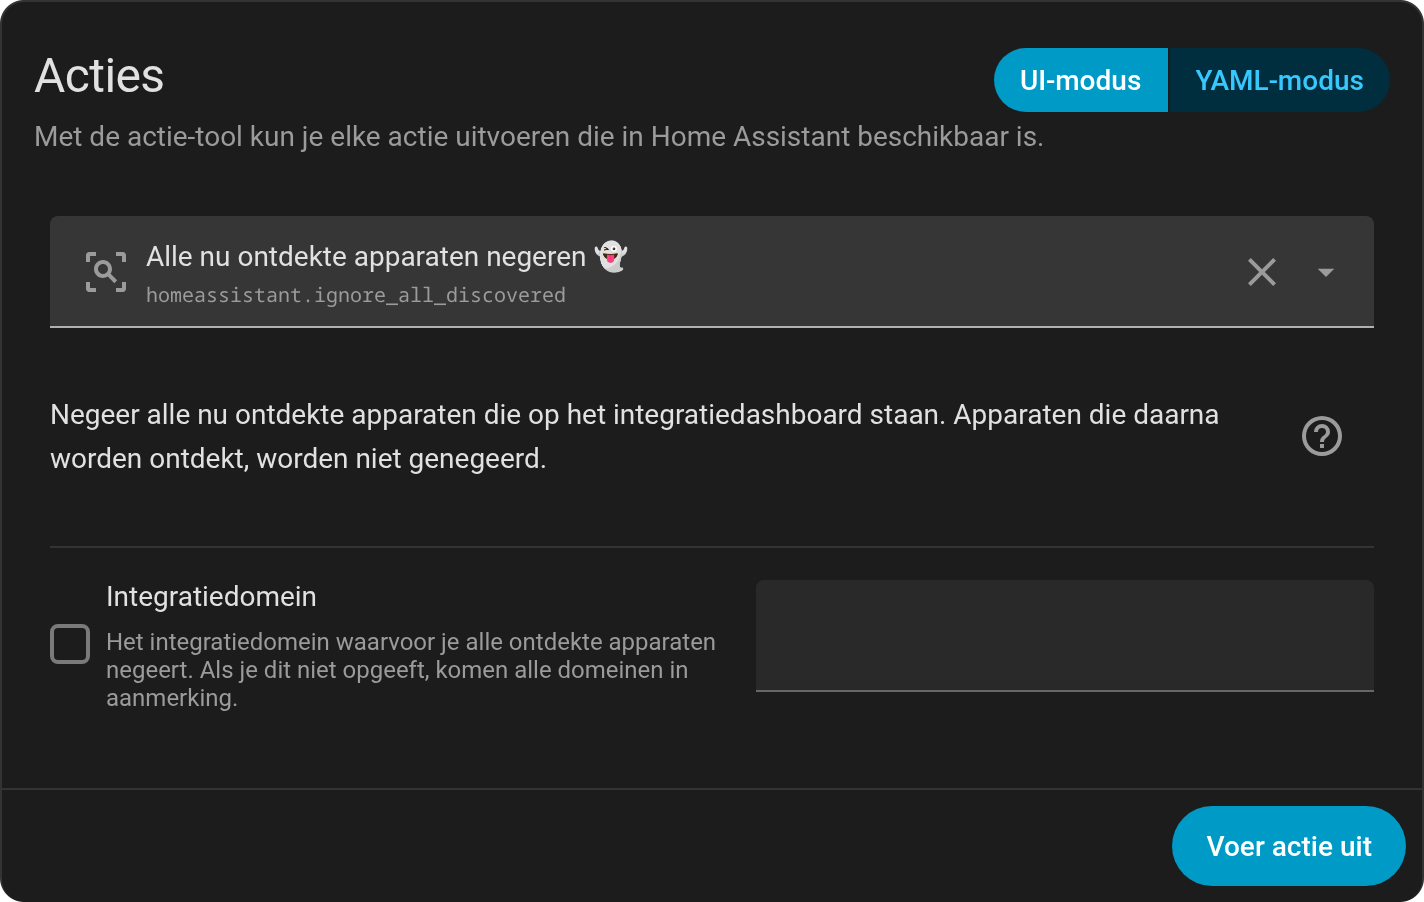 Acties
UI-modus
YAML-modus
Met de actie-tool kun je elke actie uitvoeren die in Home Assistant beschikbaar is.
Alle nu ontdekte apparaten negeren 👻
homeassistant.ignore_all_discovered
Negeer alle nu ontdekte apparaten die op het integratiedashboard staan. Apparaten die daarna
worden ontdekt, worden niet genegeerd.
Integratiedomein
Het integratiedomein waarvoor je alle ontdekte apparaten
negeert. Als je dit niet opgeeft, komen alle domeinen in
aanmerking.
Voer actie uit